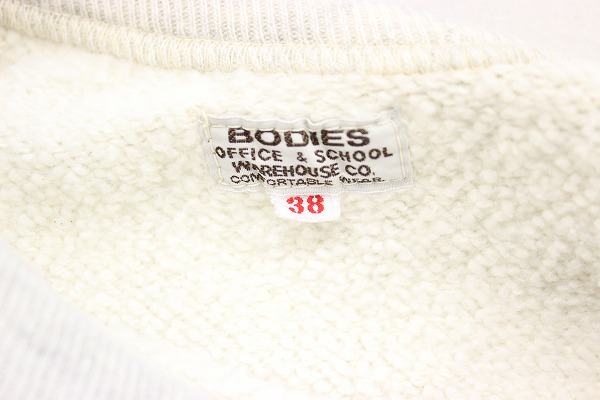 BODIES
OFFICE & SCHOOL
WAREHOUSE CO.
COMFORTABLE WEAR
38